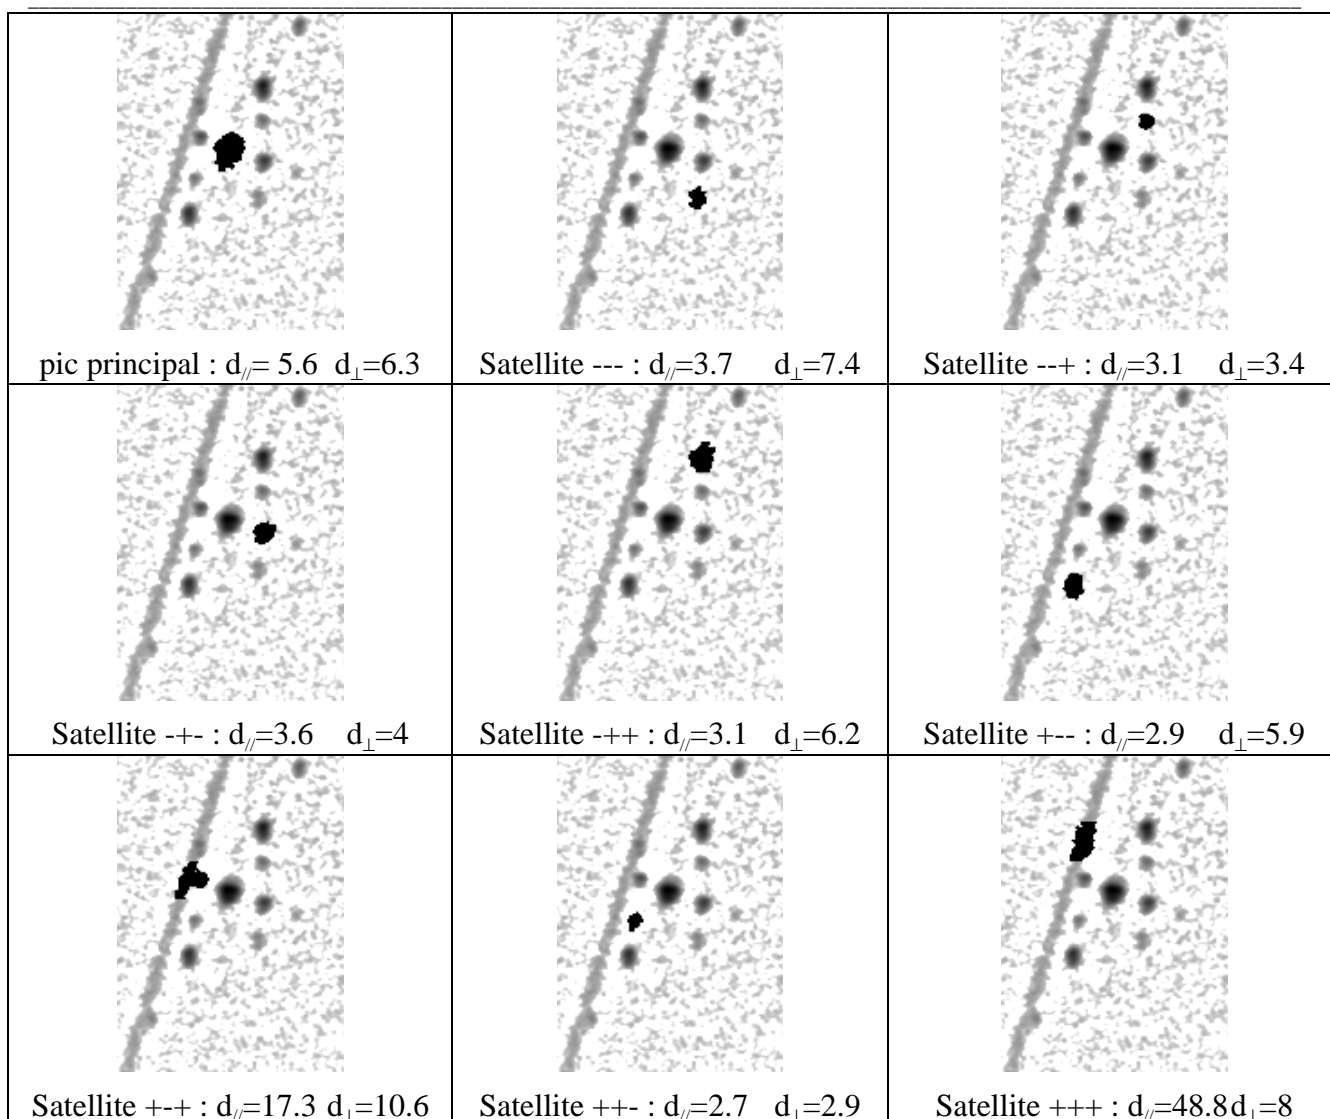 pic principal : d//= 5.6 d⊥=6.3
Satellite --- : d//=3.7 d⊥=7.4
Satellite --+ : d//=3.1 d⊥=3.4
Satellite -+- : d//=3.6 d⊥=4
Satellite -++ : d//=3.1 d⊥=6.2
Satellite +-- : d//=2.9 d⊥=5.9
Satellite +-+ : d//=17.3 d⊥=10.6
Satellite ++- : d//=2.7 d⊥=2.9
Satellite +++ : d//=48.8d⊥=8